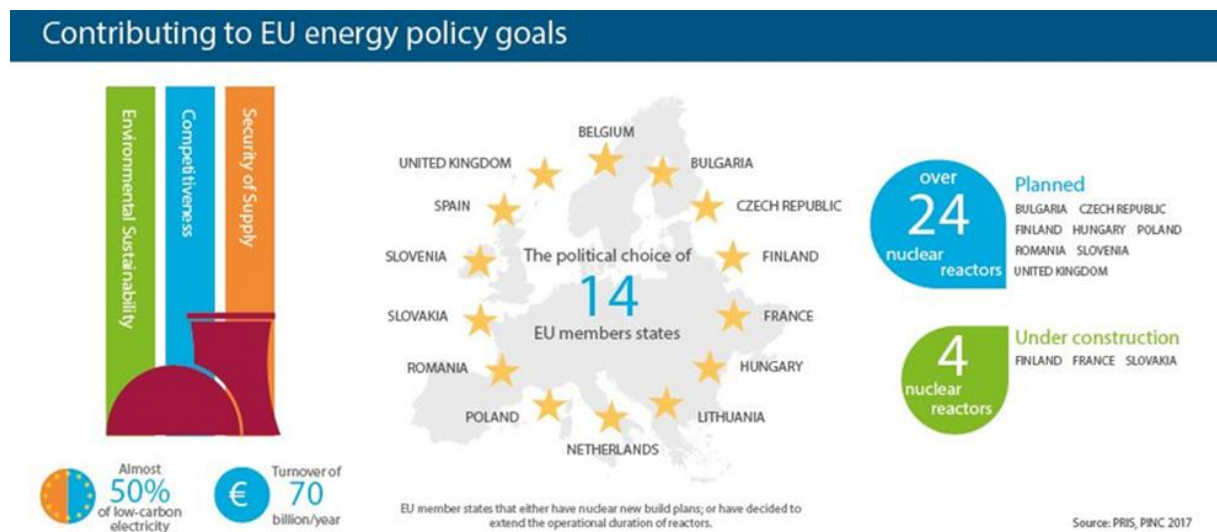 Contributing to EU energy policy goals
Environmental Sustainability
Competitiveness
Security of Supply
Almost
50%
of low-carbon
electricity
€
Turnover of
70
billion/year
BELGIUM
UNITED KINGDOM
BULGARIA
SPAIN
CZECH REPUBLIC
SLOVENIA
FINLAND
The political choice of
14
EU members states
SLOVAKIA
FRANCE
ROMANIA
HUNGARY
POLAND
LITHUANIA
NETHERLANDS
EU member states that either have nuclear new build plans; or have decided to
extend the operational duration of reactors.
over
24
nuclear
reactors
Planned
BULGARIA CZECH REPUBLIC
FINLAND HUNGARY POLAND
ROMANIA SLOVENIA
UNITED KINGDOM
4
nuclear
reactors
Under construction
FINLAND FRANCE SLOVAKIA
Source: PRIS, PINC 2017